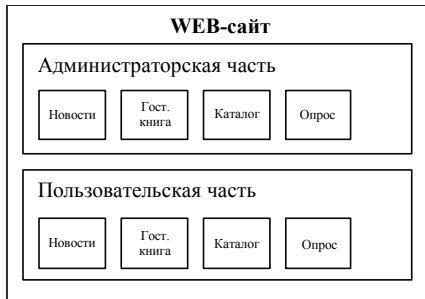 WEB-сайт
Администраторская часть
Новости
Гост.
книга
Каталог
Опрос
Пользовательская часть
Новости
Гост.
книга
Каталог
Опрос